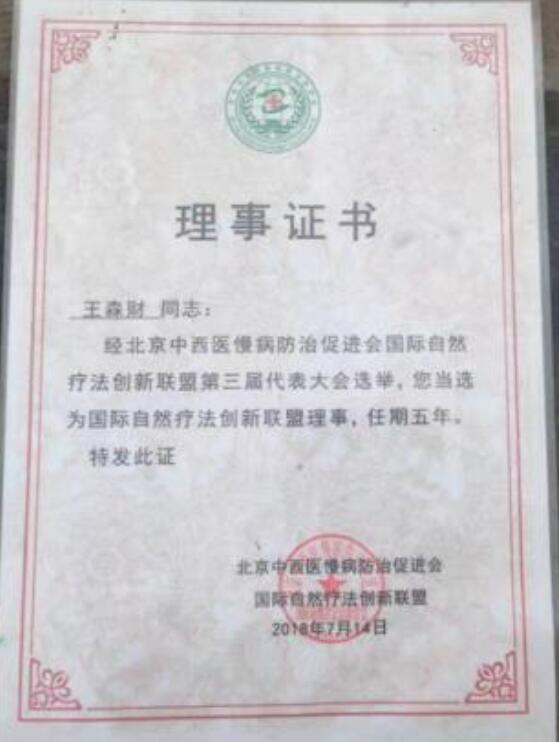 理事证书
王森财 同志：
经北京中西医慢病防治促进会国际自然
疗法创新联盟第三届代表大会选举，您当选
为国际自然疗法创新联盟理事，任期五年。
特发此证
北京中西医慢病防治促进会
国际自然疗法创新联盟
2018年7月14日